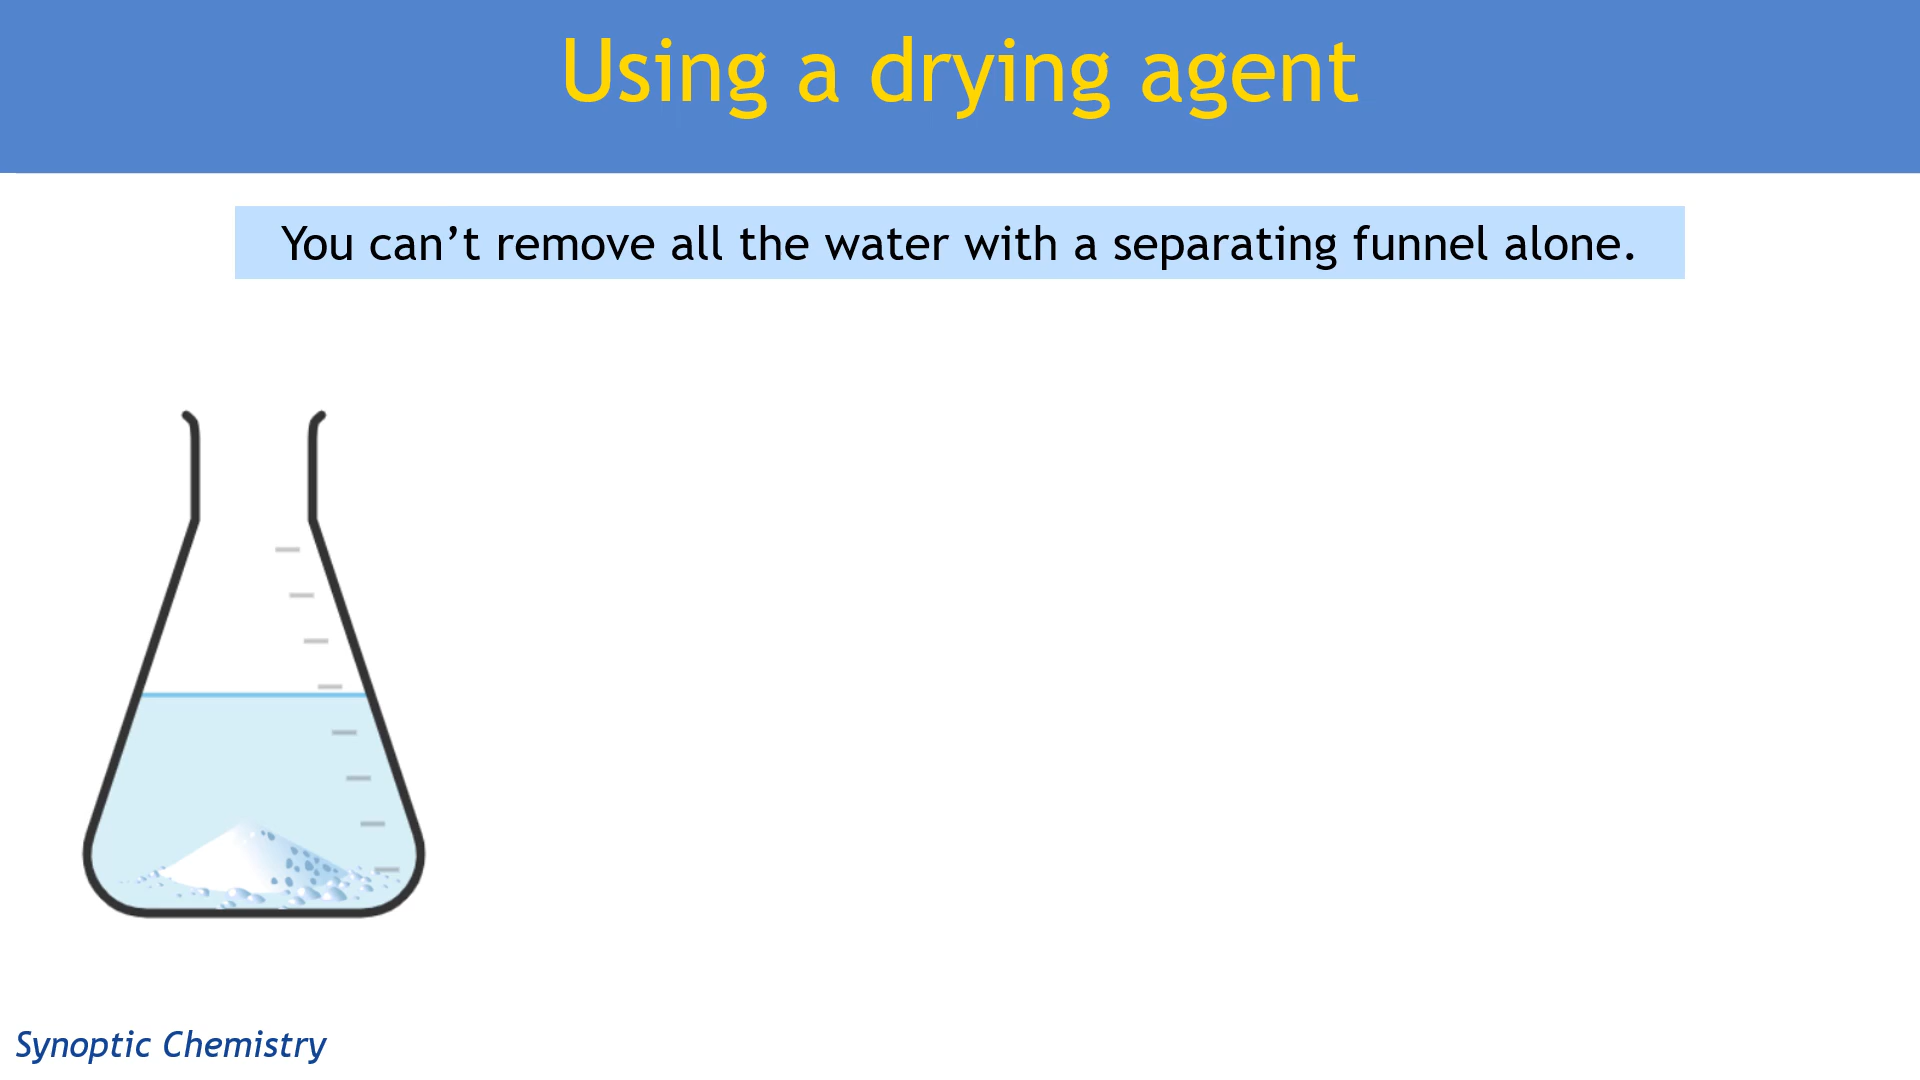 Using a drying agent
You can’t remove all the water with a separating funnel alone.
Synoptic Chemistry